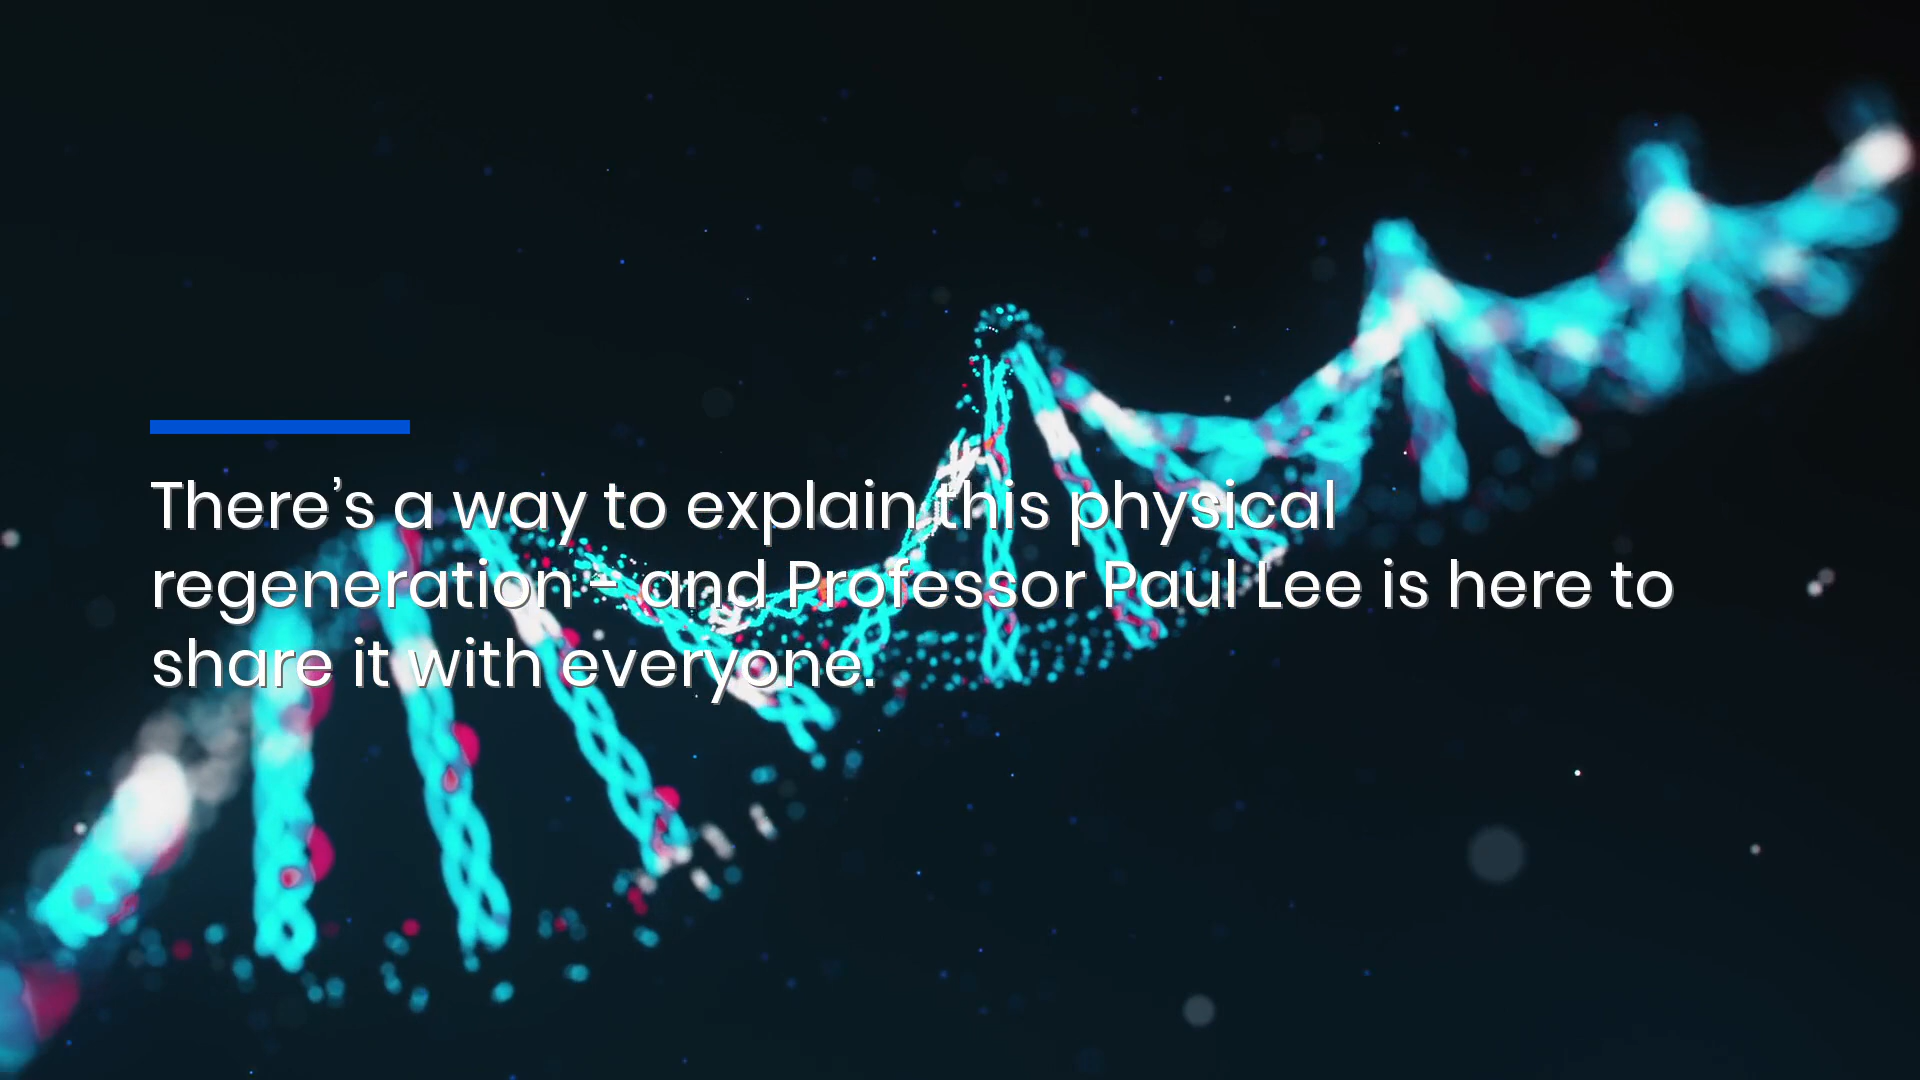 There’s a way to explain this physical
regeneration - and Professor Paul Lee is here to
share it with everyone.